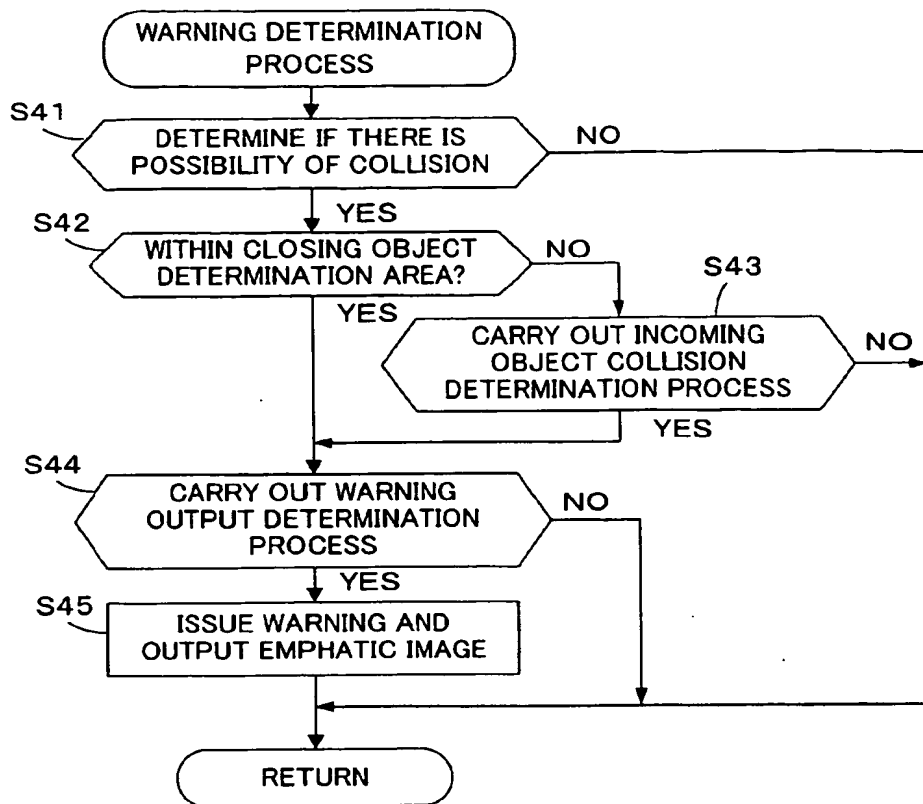 WARNING DETERMINATION
PROCESS
S41
DETERMINE IF THERE IS
POSSIBILITY OF COLLISION
NO
YES
S42
WITHIN CLOSING OBJECT
DETERMINATION AREA?
NO
YES
S43
CARRY OUT INCOMING
OBJECT COLLISION
DETERMINATION PROCESS
NO
YES
S44
CARRY OUT WARNING
OUTPUT DETERMINATION
PROCESS
NO
YES
S45
ISSUE WARNING AND
OUTPUT EMPHATIC IMAGE
RETURN